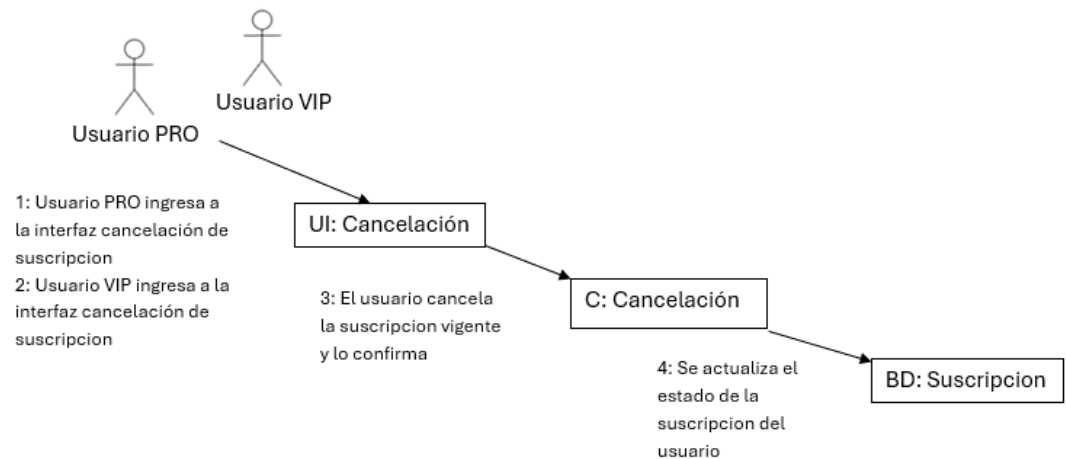 Usuario VIP
Usuario PRO
1: Usuario PRO ingresa a
la interfaz cancelación de
suscripcion
2: Usuario VIP ingresa a la
interfaz cancelación de
suscripcion
UI: Cancelación
3: El usuario cancela
la suscripcion vigente
y lo confirma
C: Cancelación
4: Se actualiza el
estado de la
suscripcion del
usuario
BD: Suscripcion